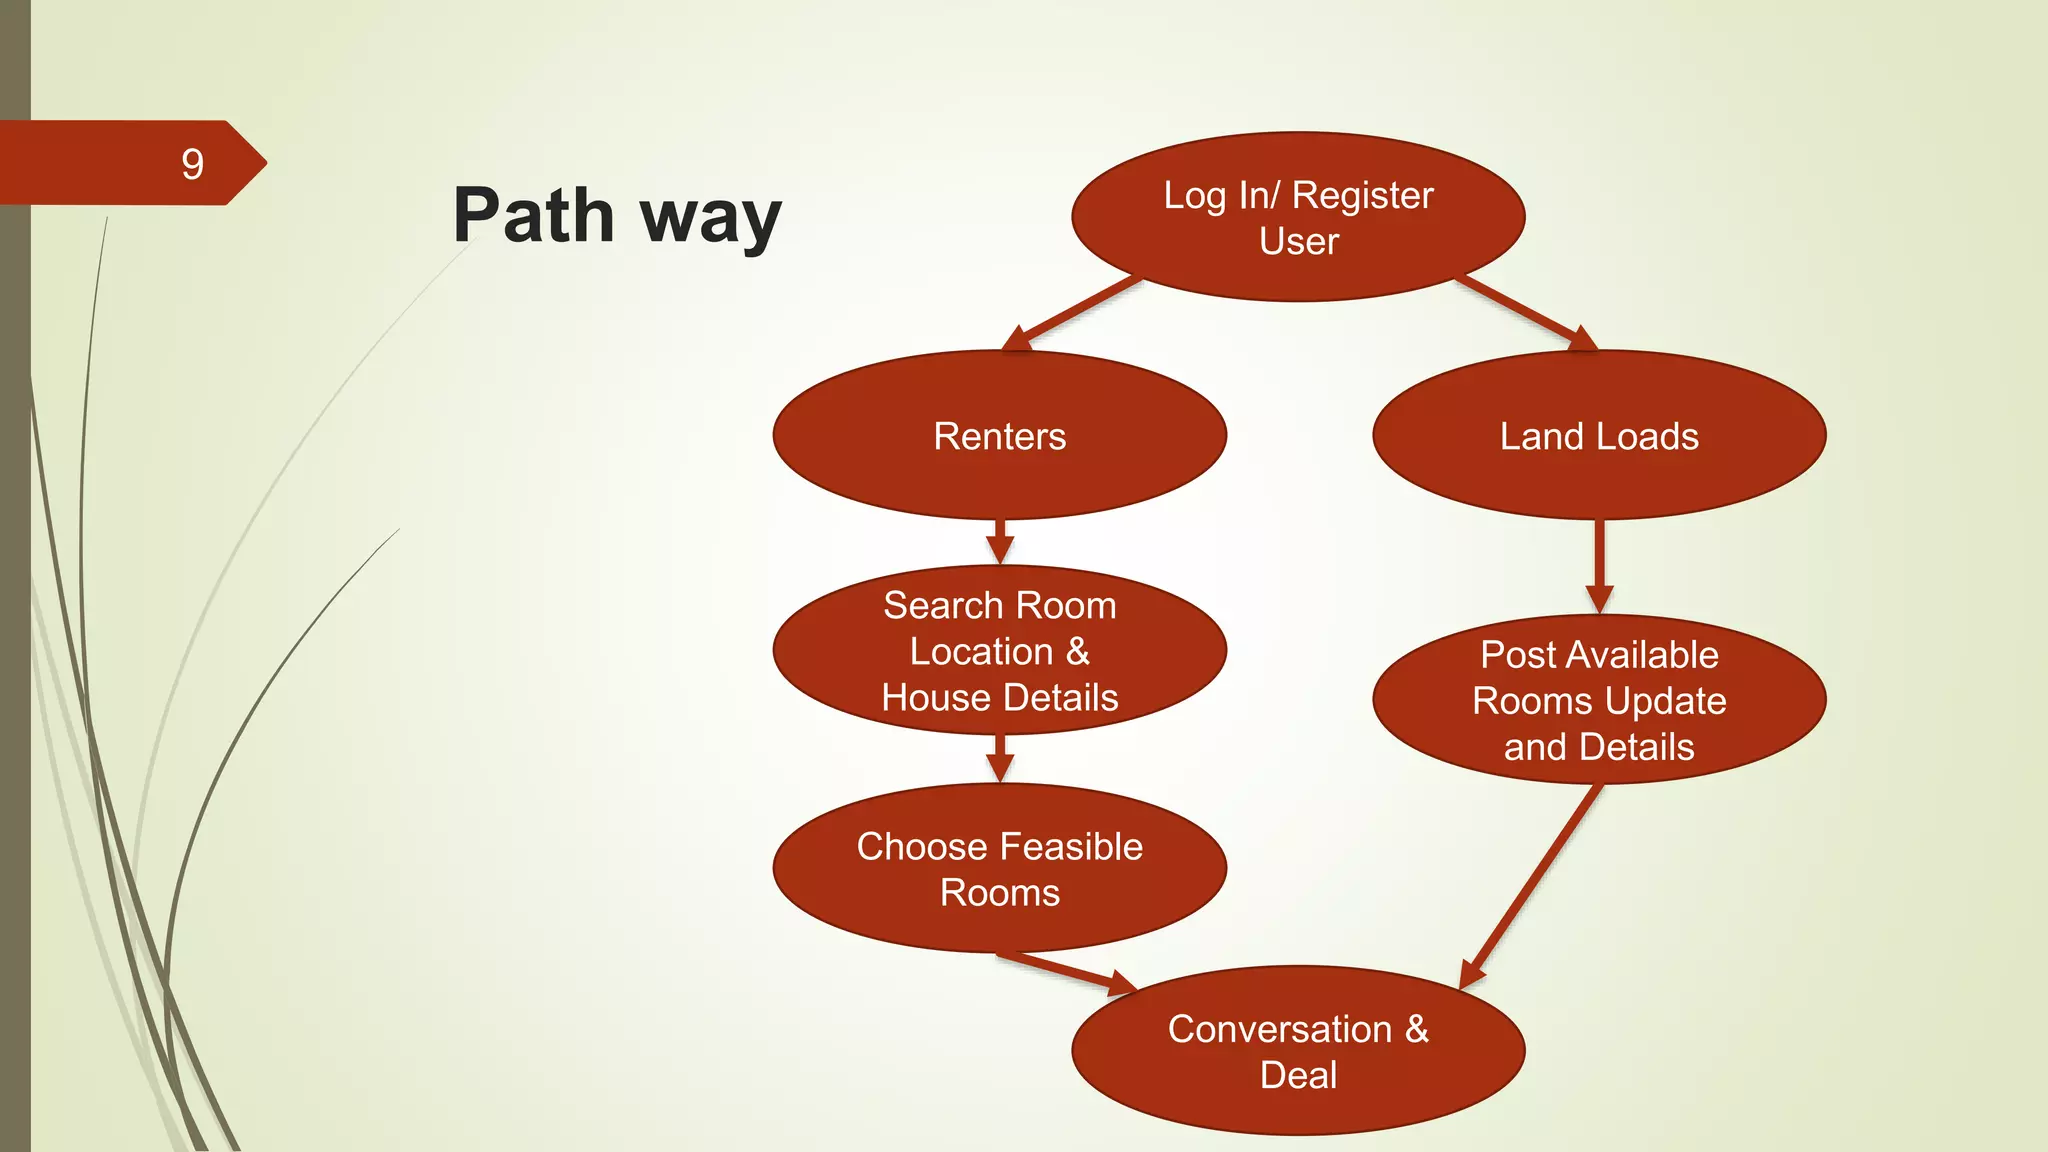 9
Path way
Log In/ Register
User
Renters
Land Loads
Search Room
Location &
House Details
Post Available
Rooms Update
and Details
Choose Feasible
Rooms
Conversation &
Deal